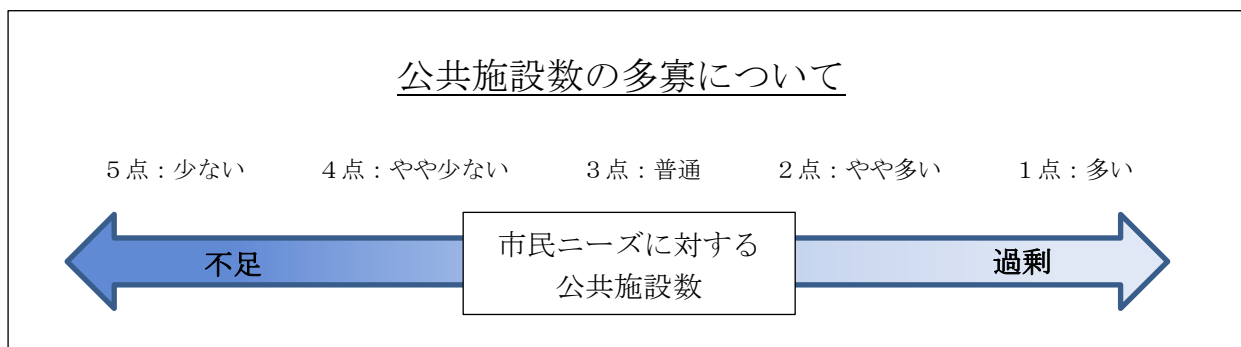 公共施設数の多寡について
５点：少ない　４点：やや少ない　３点：普通　２点：やや多い　１点：多い
不足
市民ニーズに対する
公共施設数
過剰